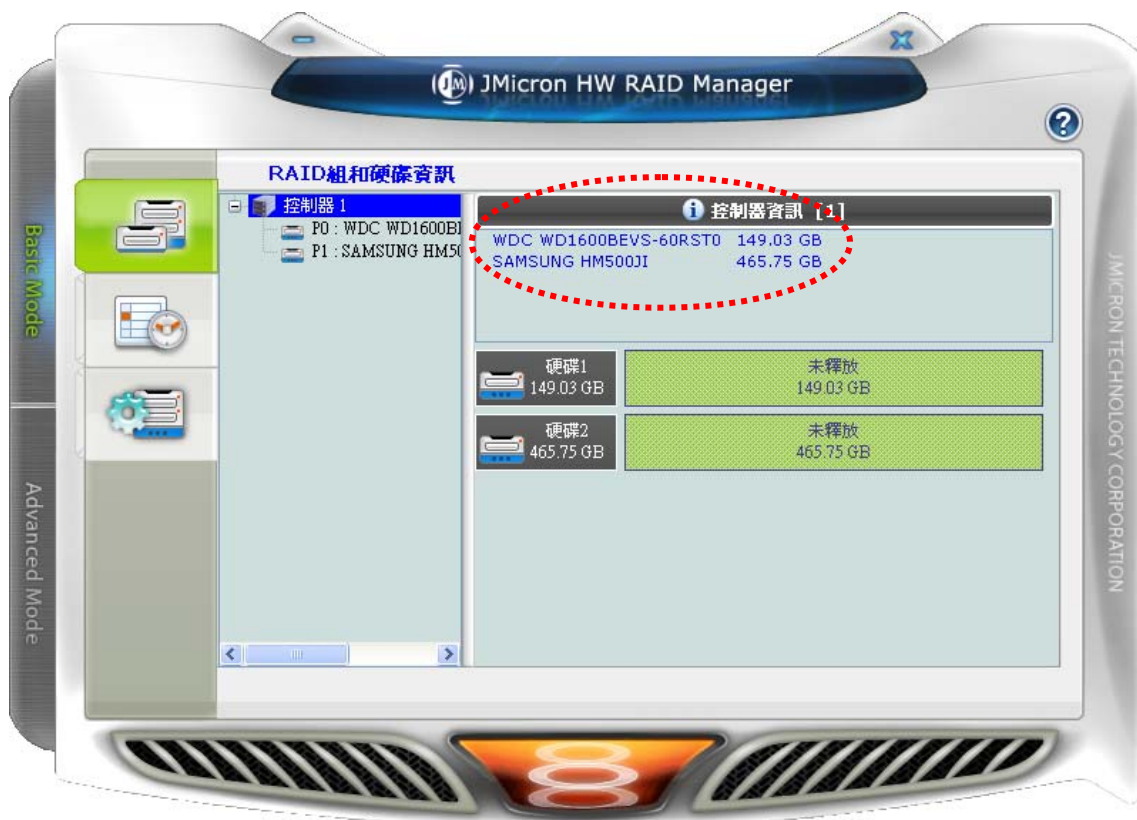 JMicron HW RAID Manager
RAID組和硬碟資訊
控制器 1
P0 : WDC WD1600B
P1 : SAMSUNG HM50
控制器資訊 [1]
WDC WD1600BEVS-60RST0 149.03 GB
SAMSUNG HM500JI 465.75 GB
硬碟1
149.03 GB
未釋放
149.03 GB
硬碟2
465.75 GB
未釋放
465.75 GB
Basic Mode
Advanced Mode
JMICRON TECHNOLOGY CORPORATION